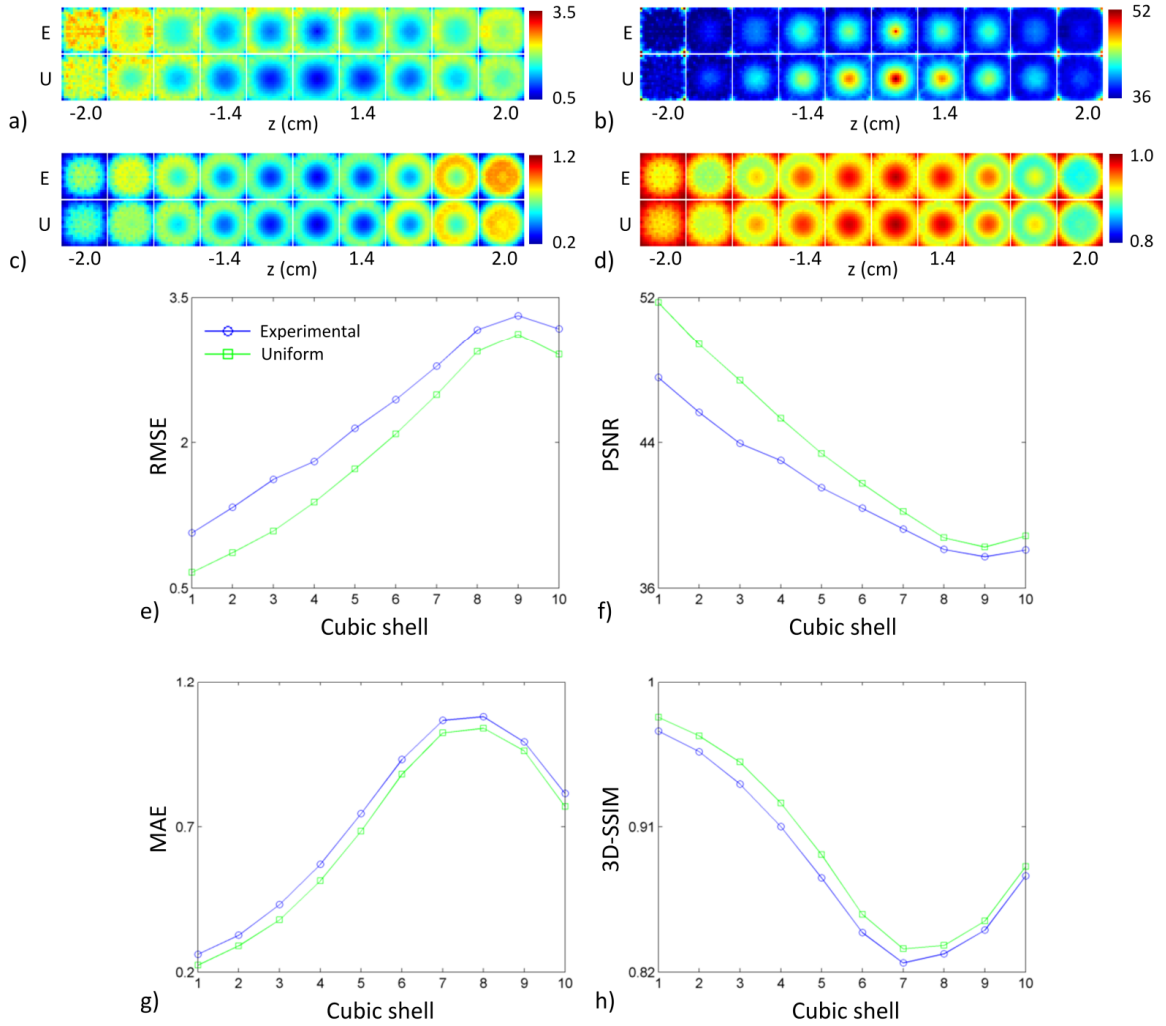 E 3.5
U 0.5
a) -2.0 -1.4 1.4 2.0
z (cm)
E 52
U 36
b) -2.0 -1.4 1.4 2.0
z (cm)
E 1.2
U 0.2
c) -2.0 -1.4 1.4 2.0
z (cm)
E 1.0
U 0.8
d) -2.0 -1.4 1.4 2.0
z (cm)
3.5
2
0.5
RMSE
Experimental
Uniform
1 2 3 4 5 6 7 8 9 10
e) Cubic shell
52
44
36
PSNR
1 2 3 4 5 6 7 8 9 10
f) Cubic shell
1.2
0.7
0.2
MAE
1 2 3 4 5 6 7 8 9 10
g) Cubic shell
1
0.91
0.82
3D-SSIM
1 2 3 4 5 6 7 8 9 10
h) Cubic shell